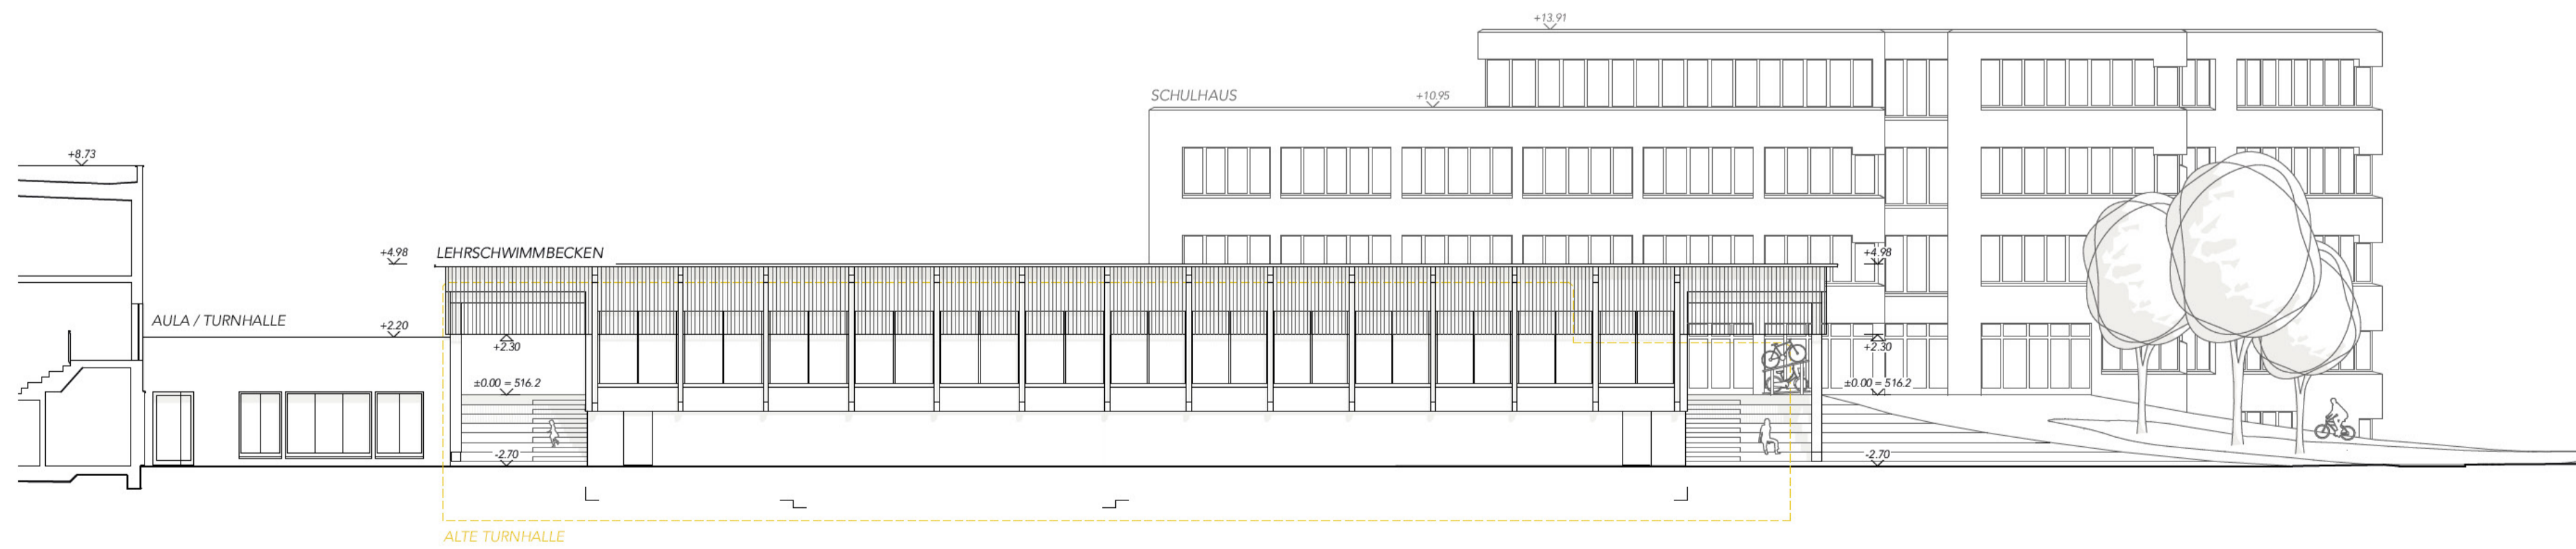 +13.91
SCHULHAUS
+10.95
+8.73
+4.98
LEHRSCHWIMMBECKEN
+4.98
AULA / TURNHALLE
+2.20
+2.30
+2.30
±0.00 = 516.2
±0.00 = 516.2
-2.70
-2.70
ALTE TURNHALLE